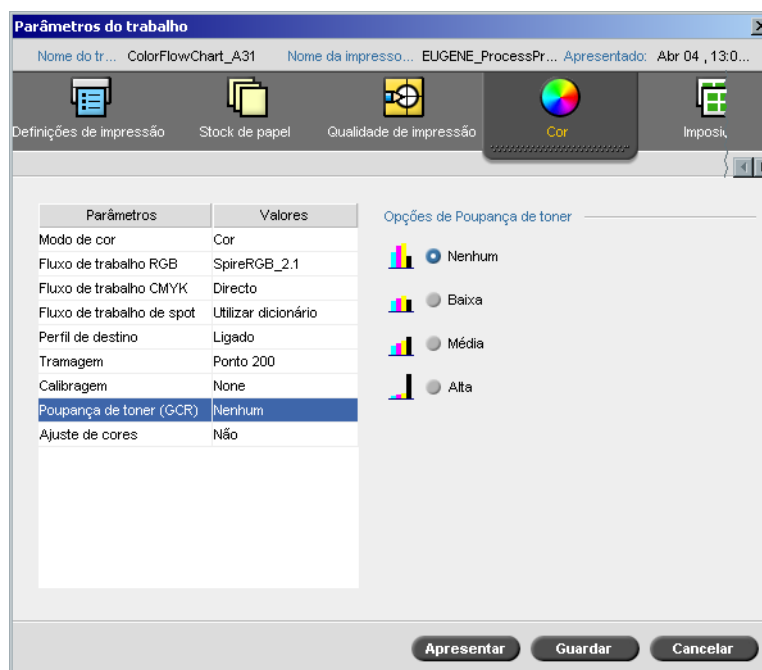 Parâmetros do trabalho
Nome do tr... ColorFlowChart_A31 Nome da impresso... EUGENE_ProcessPr... Apresentado: Abr 04 , 13:0...
Definições de impressão Stock de papel Qualidade de impressão Cor Imposi
Parâmetros Valores Opções de Poupança de toner
Modo de cor Cor
Fluxo de trabalho RGB SpireRGB_2.1
Fluxo de trabalho CMYK Directo
Fluxo de trabalho de spot Utilizar dicionário
Perfil de destino Ligado
Tramagem Ponto 200
Calibragem None
Poupança de toner (GCR) Nenhum
Ajuste de cores Não
Nenhum
Baixa
Média
Alta
Apresentar Guardar Cancelar